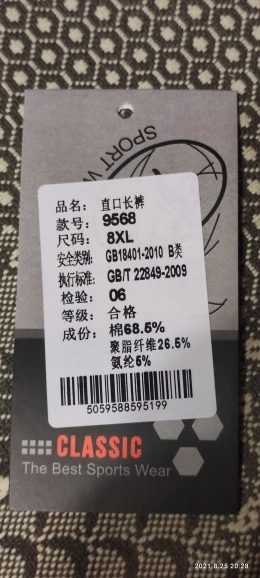 SPORT W
品名: 直口长裤
款号: 9568
尺码: 8XL
安全类别: GB18401-2010 B类
执行标准: GB/T 22849-2009
检验: 06
等级: 合格
成份: 棉68.5%
聚脂纤维26.5%
氨纶5%
5059588595199
CLASSIC
The Best Sports Wear
2021.8.25 20:28